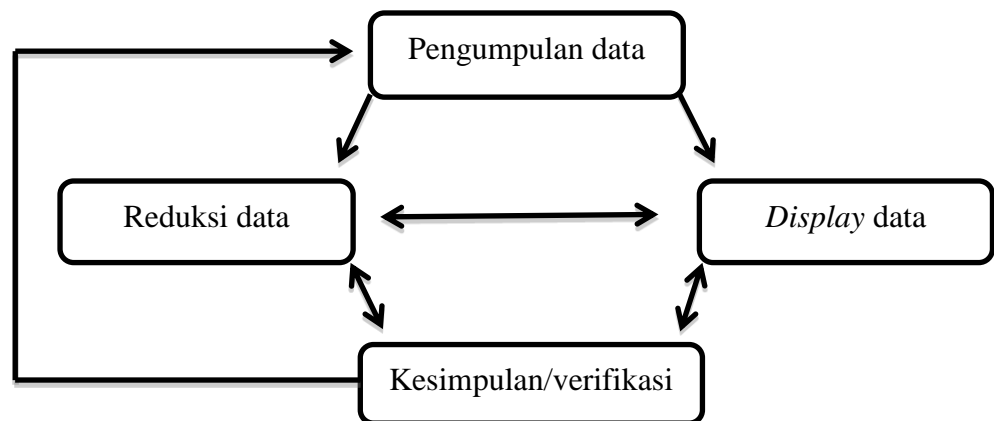 Pengumpulan data
Reduksi data
Display data
Kesimpulan/verifikasi